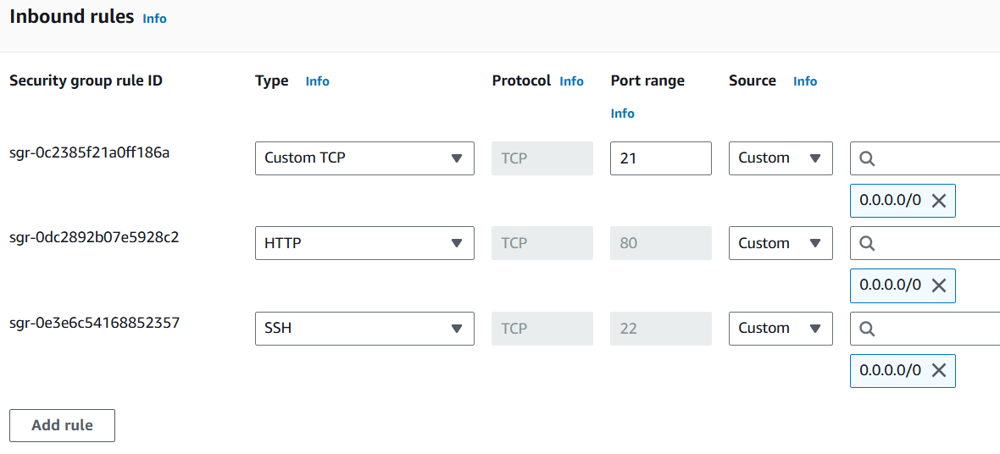 Inbound rules Info
Security group rule ID Type Info Protocol Info Port range Source Info
Info
sgr-0c2385f21a0ff186a Custom TCP TCP 21 Custom
0.0.0.0/0
sgr-0dc2892b07e5928c2 HTTP TCP 80 Custom
0.0.0.0/0
sgr-0e3e6c54168852357 SSH TCP 22 Custom
0.0.0.0/0
Add rule